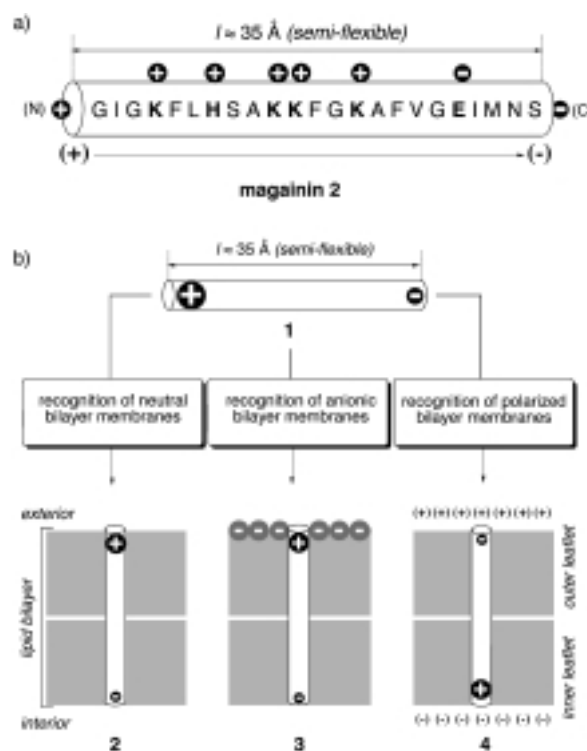 a)
l ≈ 35 Å (semi-flexible)
+ + + + + −
(N) + G I G K F L H S A K K F G K A F V G E I M N S − (C
(+) (-)
magainin 2
b)
l ≈ 35 Å (semi-flexible)
+ −
1
recognition of neutral
bilayer membranes
recognition of anionic
bilayer membranes
recognition of polarized
bilayer membranes
exterior
(+) (+) (+) (+) (+) (+) (+)
lipid bilayer
outer leaflet
inner leaflet
interior
(-) (-) (-) (-) (-) (-) (-)
2
3
4